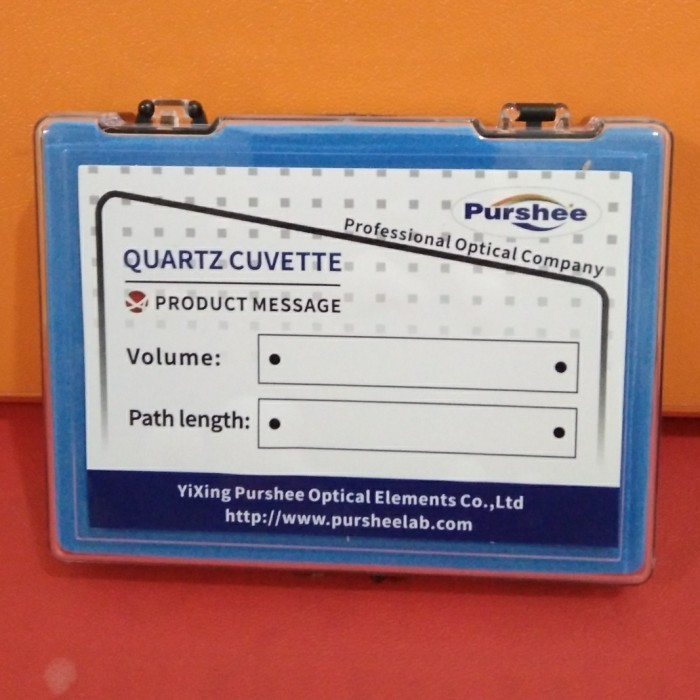 Purshee
Professional Optical Company
QUARTZ CUVETTE
PRODUCT MESSAGE
Volume:
Path length:
YiXing Purshee Optical Elements Co.,Ltd
http://www.pursheelab.com